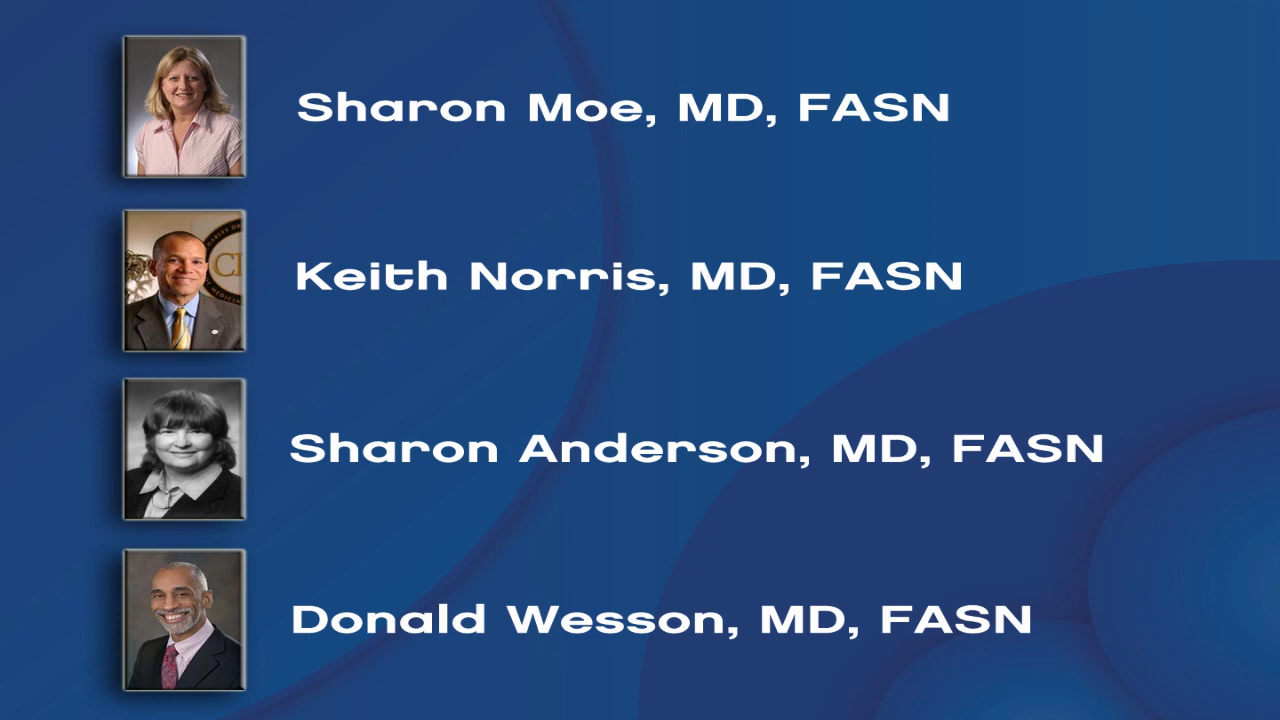 Sharon Moe, MD, FASN
Keith Norris, MD, FASN
Sharon Anderson, MD, FASN
Donald Wesson, MD, FASN